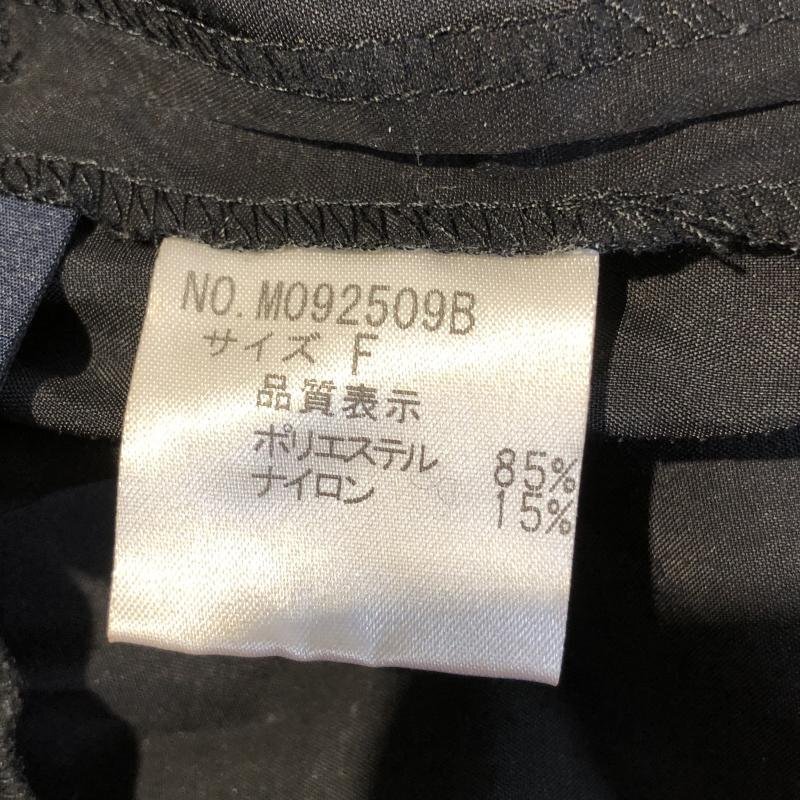 NO.M092509B
サイズ F
品質表示
ポリエステル 85%
ナイロン 15%